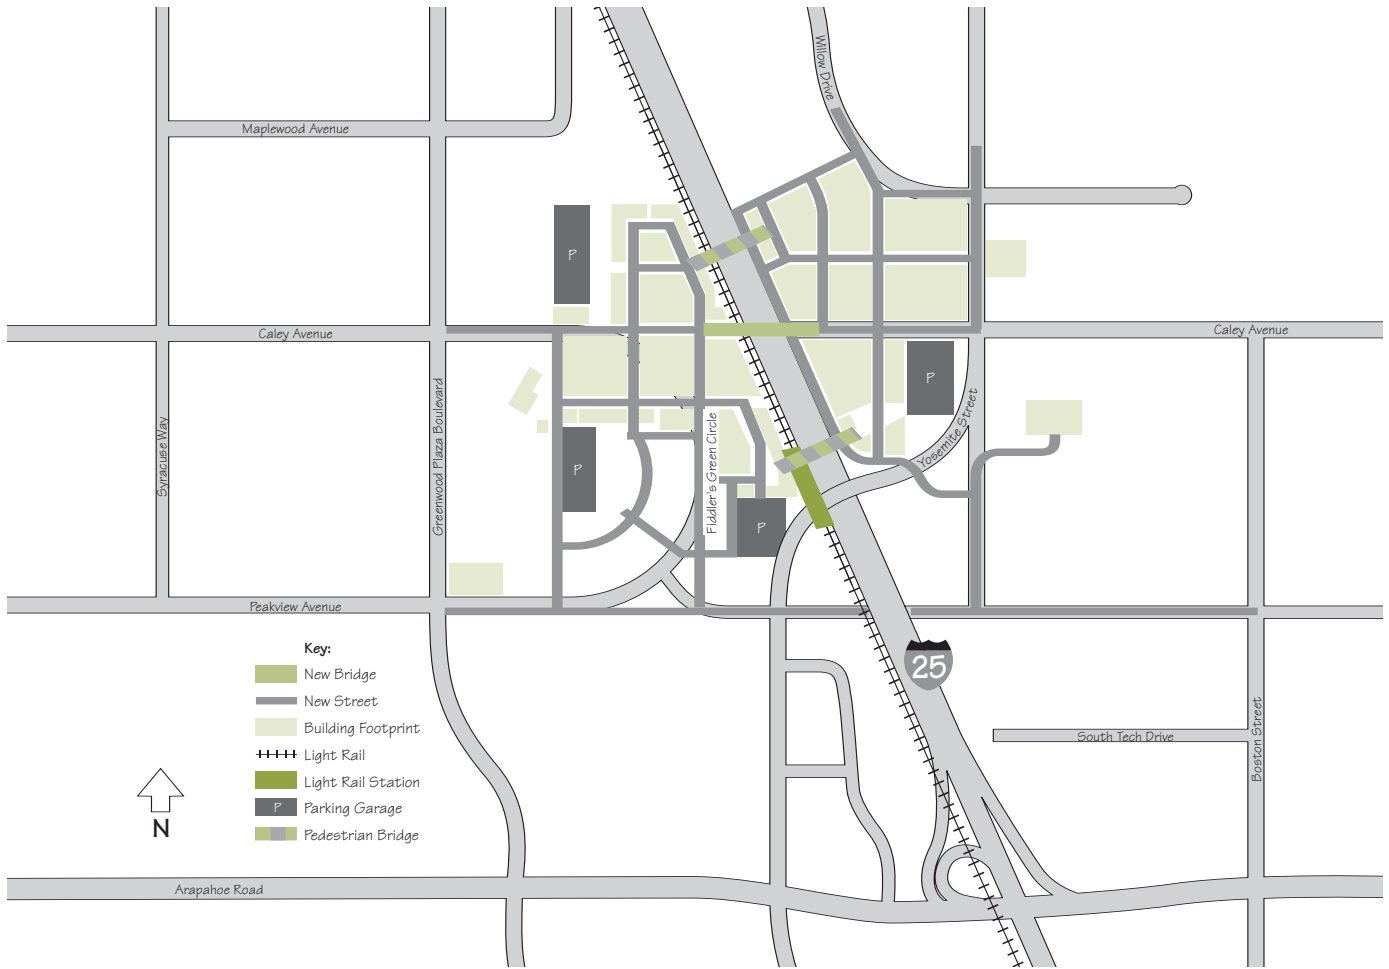 Willow Drive
Maplewood Avenue
P
Caley Avenue
Caley Avenue
P
Syracuse Way
Greenwood Plaza Boulevard
Fiddler's Green Circle
Yosemite Street
P
P
Peakview Avenue
Key:
New Bridge
New Street
Building Footprint
Light Rail
Light Rail Station
P Parking Garage
Pedestrian Bridge
25
South Tech Drive
Boston Street
N
Arapahoe Road